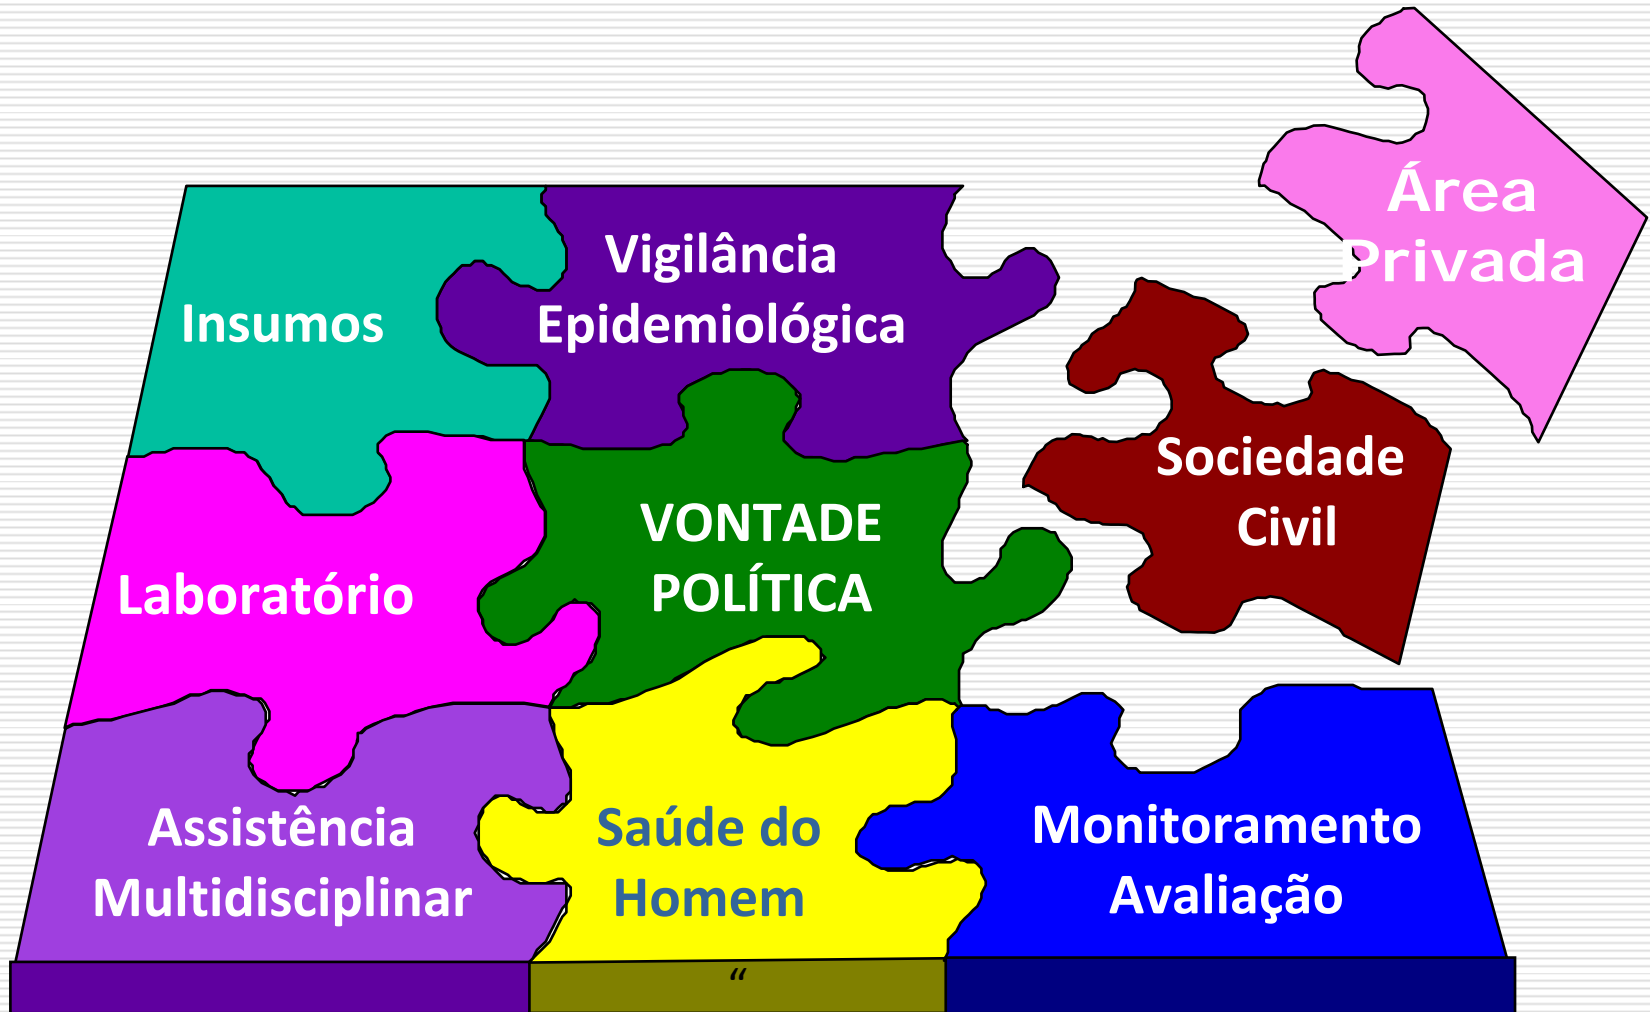 Área
Privada
Insumos
Vigilância
Epidemiológica
Sociedade
Civil
Laboratório
VONTADE
POLÍTICA
Assistência
Multidisciplinar
Saúde do
Homem
Monitoramento
Avaliação
“